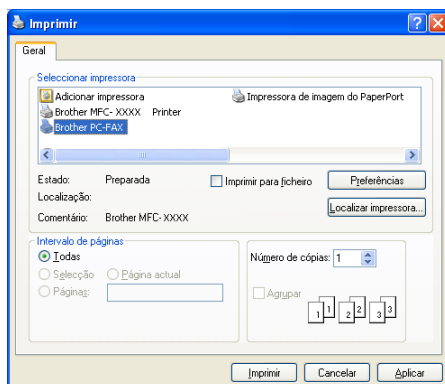 Imprimir
Geral
Seleccionar impressora
Adicionar impressora
Impressora de imagem do PaperPort
Brother MFC- XXXX Printer
Brother PC-FAX
Estado: Preparada
Imprimir para ficheiro
Preferências
Localização:
Localizar impressora...
Comentário: Brother MFC-XXXX
Intervalo de páginas
Todas
Número de cópias: 1
Selecção
Página actual
Páginas:
Agrupar
1 1 2 2 3 3
Imprimir
Cancelar
Aplicar